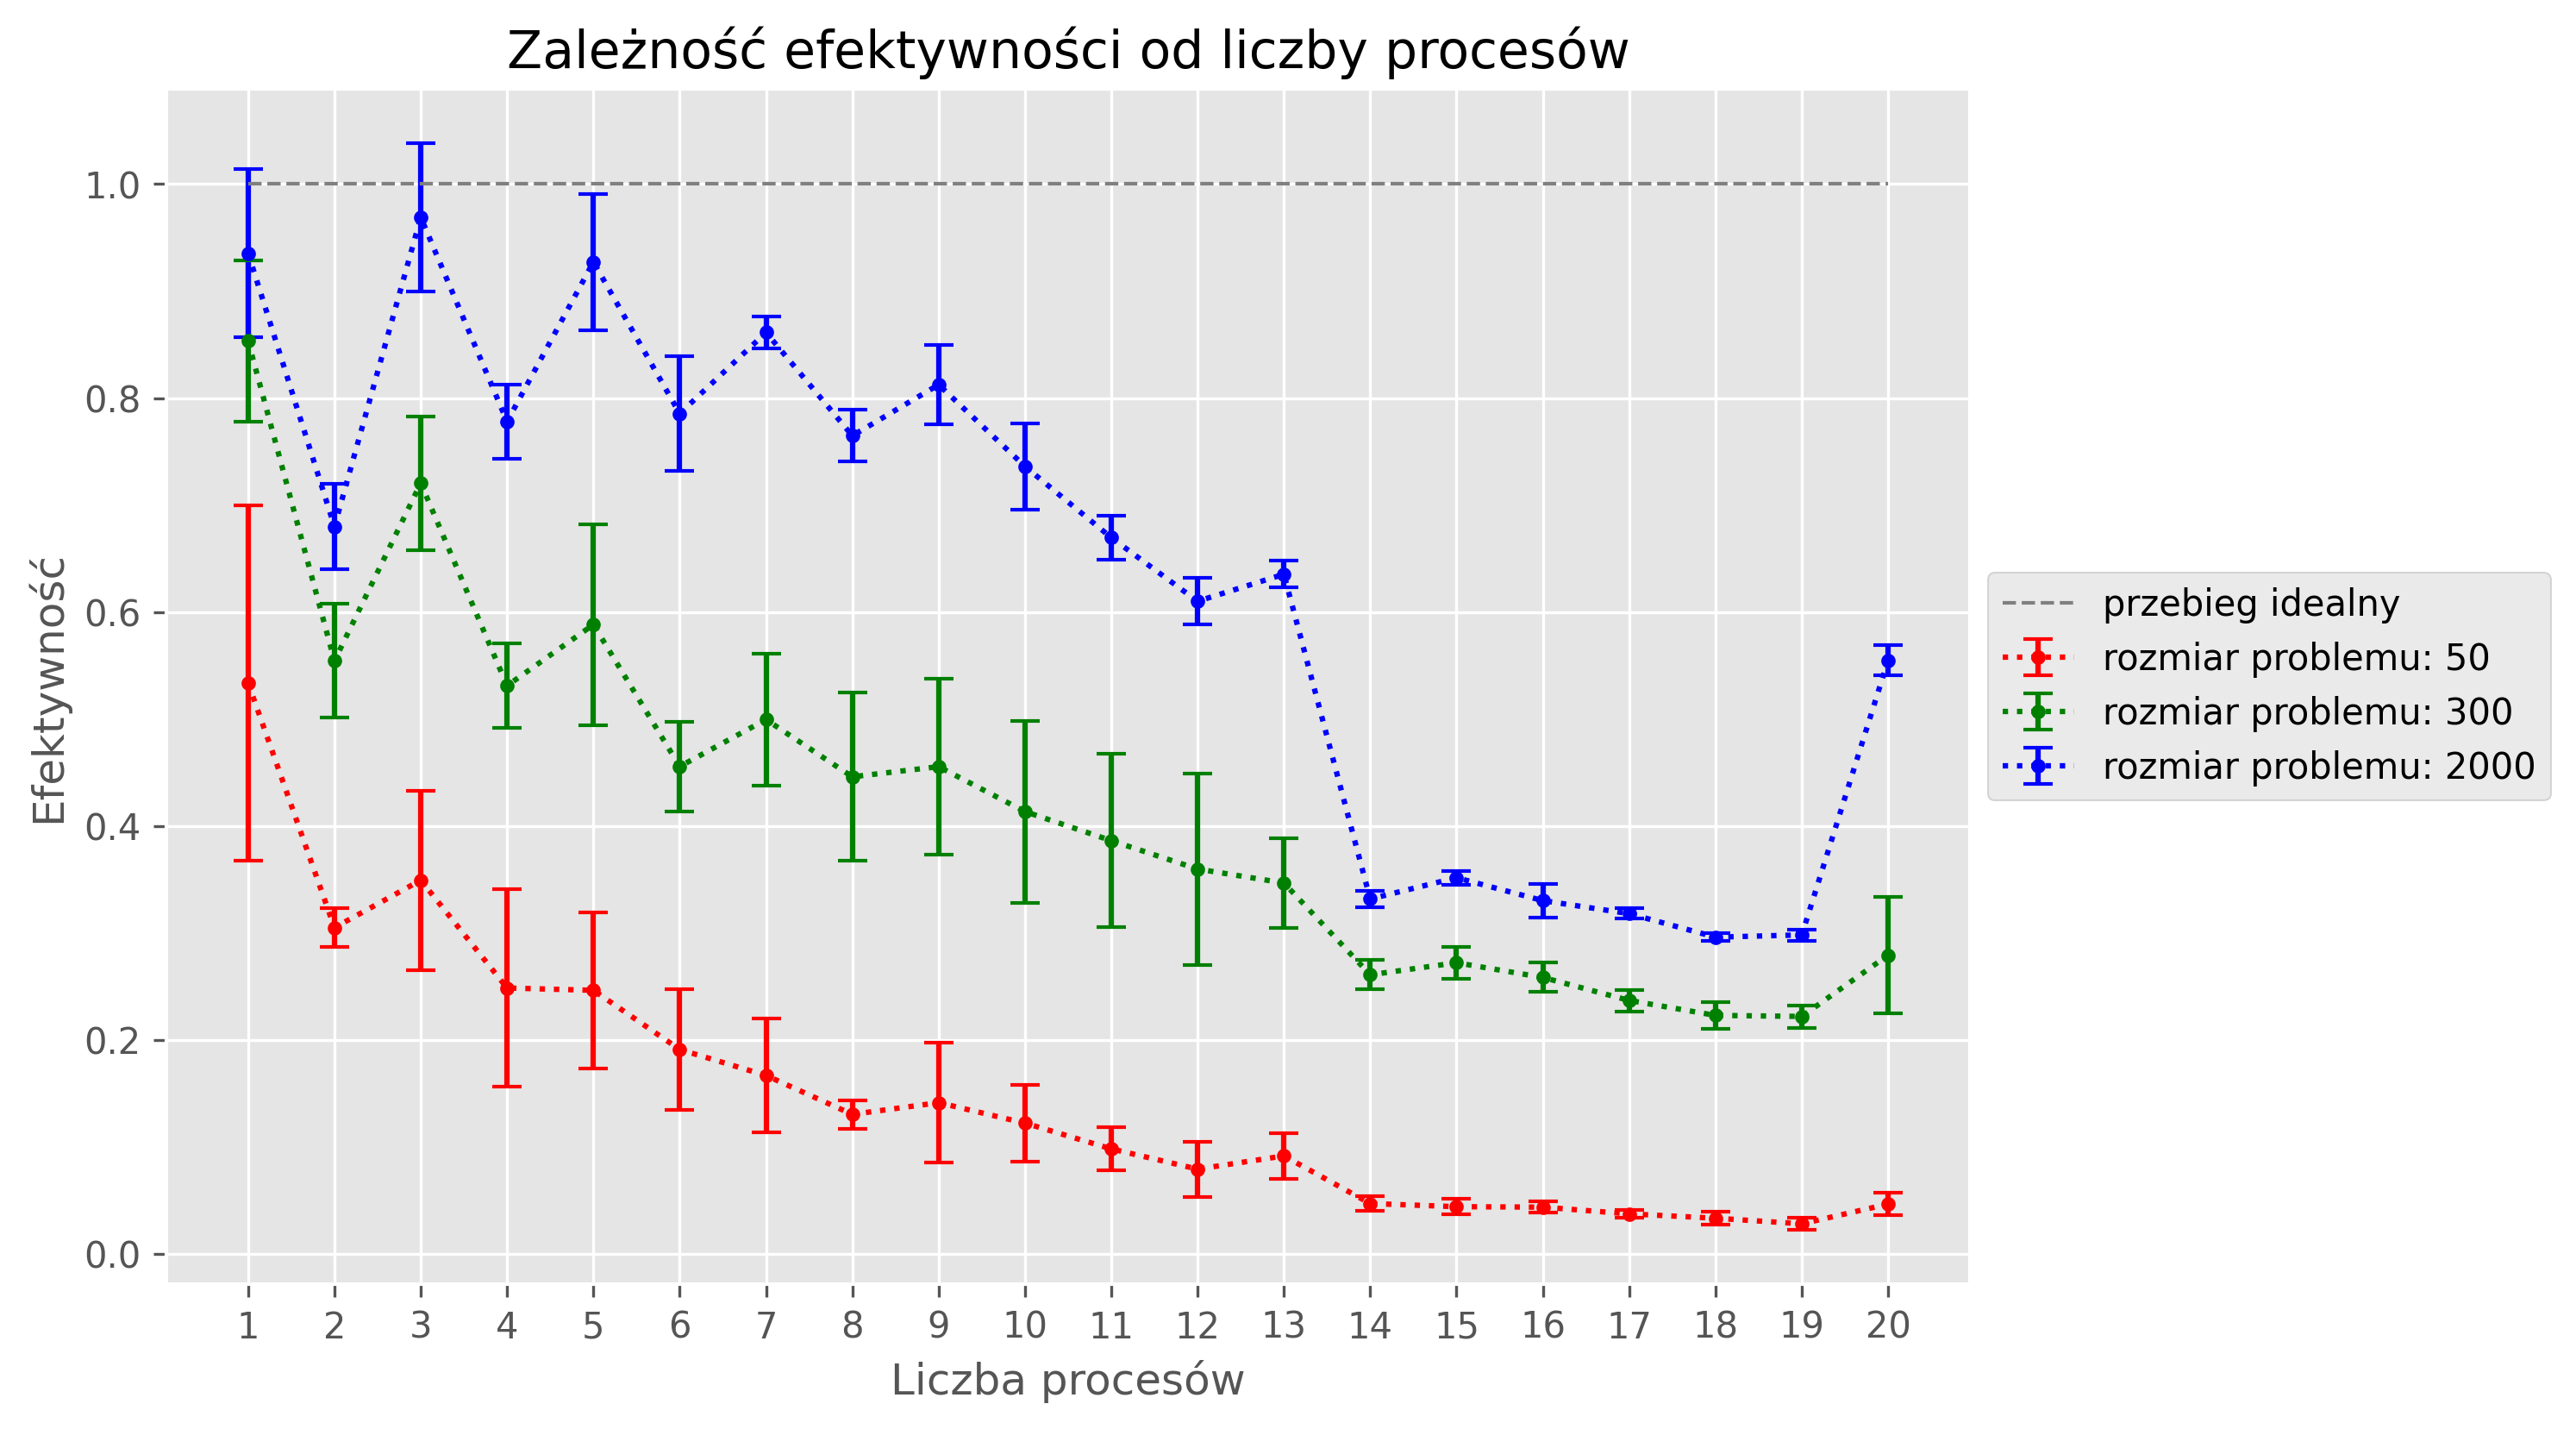 Zależność efektywności od liczby procesów
Efektywność
1.0
0.8
0.6
0.4
0.2
0.0
1 2 3 4 5 6 7 8 9 10 11 12 13 14 15 16 17 18 19 20
Liczba procesów
przebieg idealny
rozmiar problemu: 50
rozmiar problemu: 300
rozmiar problemu: 2000